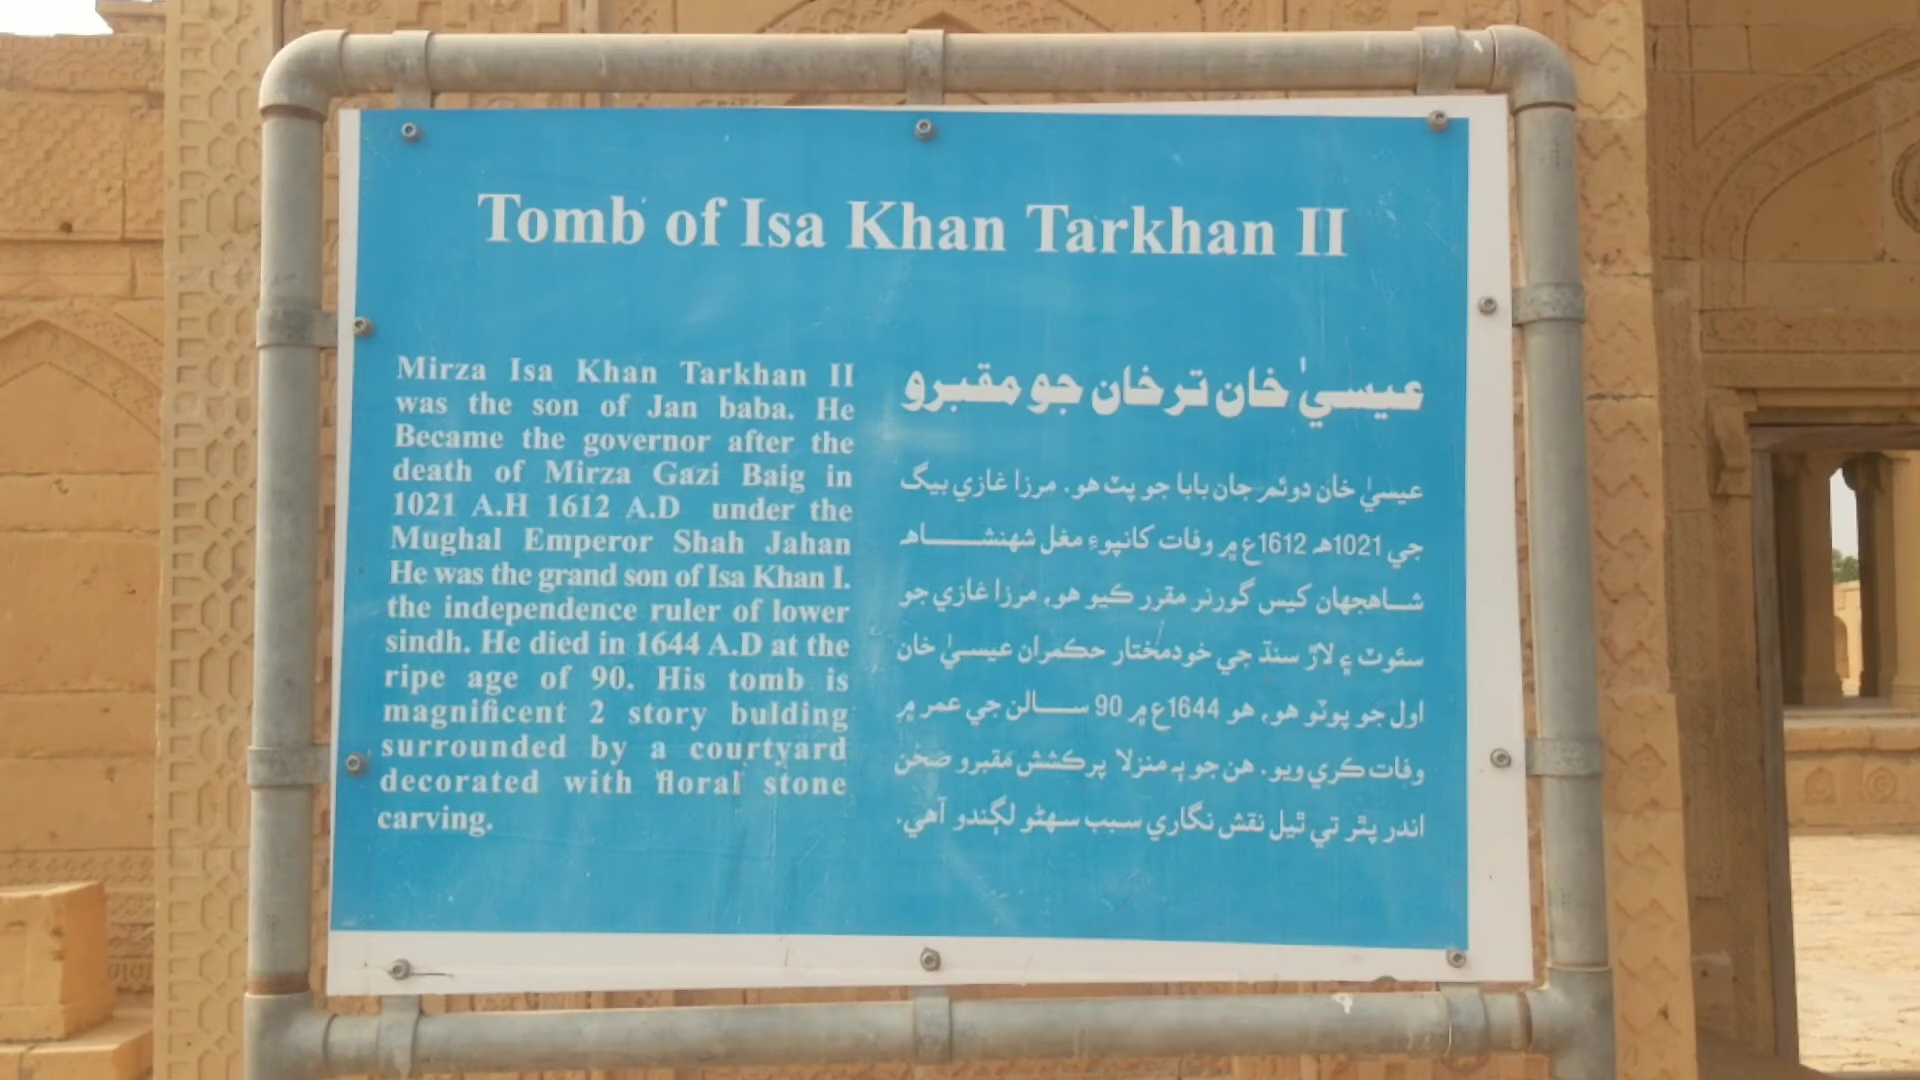 Tomb of Isa Khan Tarkhan II
Mirza Isa Khan Tarkhan II
was the son of Jan baba. He
Became the governor after the
death of Mirza Gazi Baig in
1021 A.H 1612 A.D under the
Mughal Emperor Shah Jahan
He was the grand son of Isa Khan I.
the independence ruler of lower
sindh. He died in 1644 A.D at the
ripe age of 90. His tomb is
magnificent 2 story bulding
surrounded by a courtyard
decorated with floral stone
carving.
عيسيٰ خان ترخان جو مقبرو
عيسيٰ خان دوئمر جان بابا جو پٽ هو. مرزا غازي بيگ
جي 1021هه 1612ع ۾ وفات کانپوءِ مغل شهنشاهه
شاهجهان کيس گورنر مقرر ڪيو هو، مرزا غازي جو
سئوٽ ۽ لاڙ سنڌ جي خودمختار حڪمران عيسيٰ خان
اول جو پوٽو هو، هو 1644ع ۾ 90 سالن جي عمر ۾
وفات ڪري ويو. هن جو ٻه منزلا پرڪشش مقبرو صحن
اندر پٿر تي ٿيل نقش نگاري سبب سهڻو لڳندو آهي.